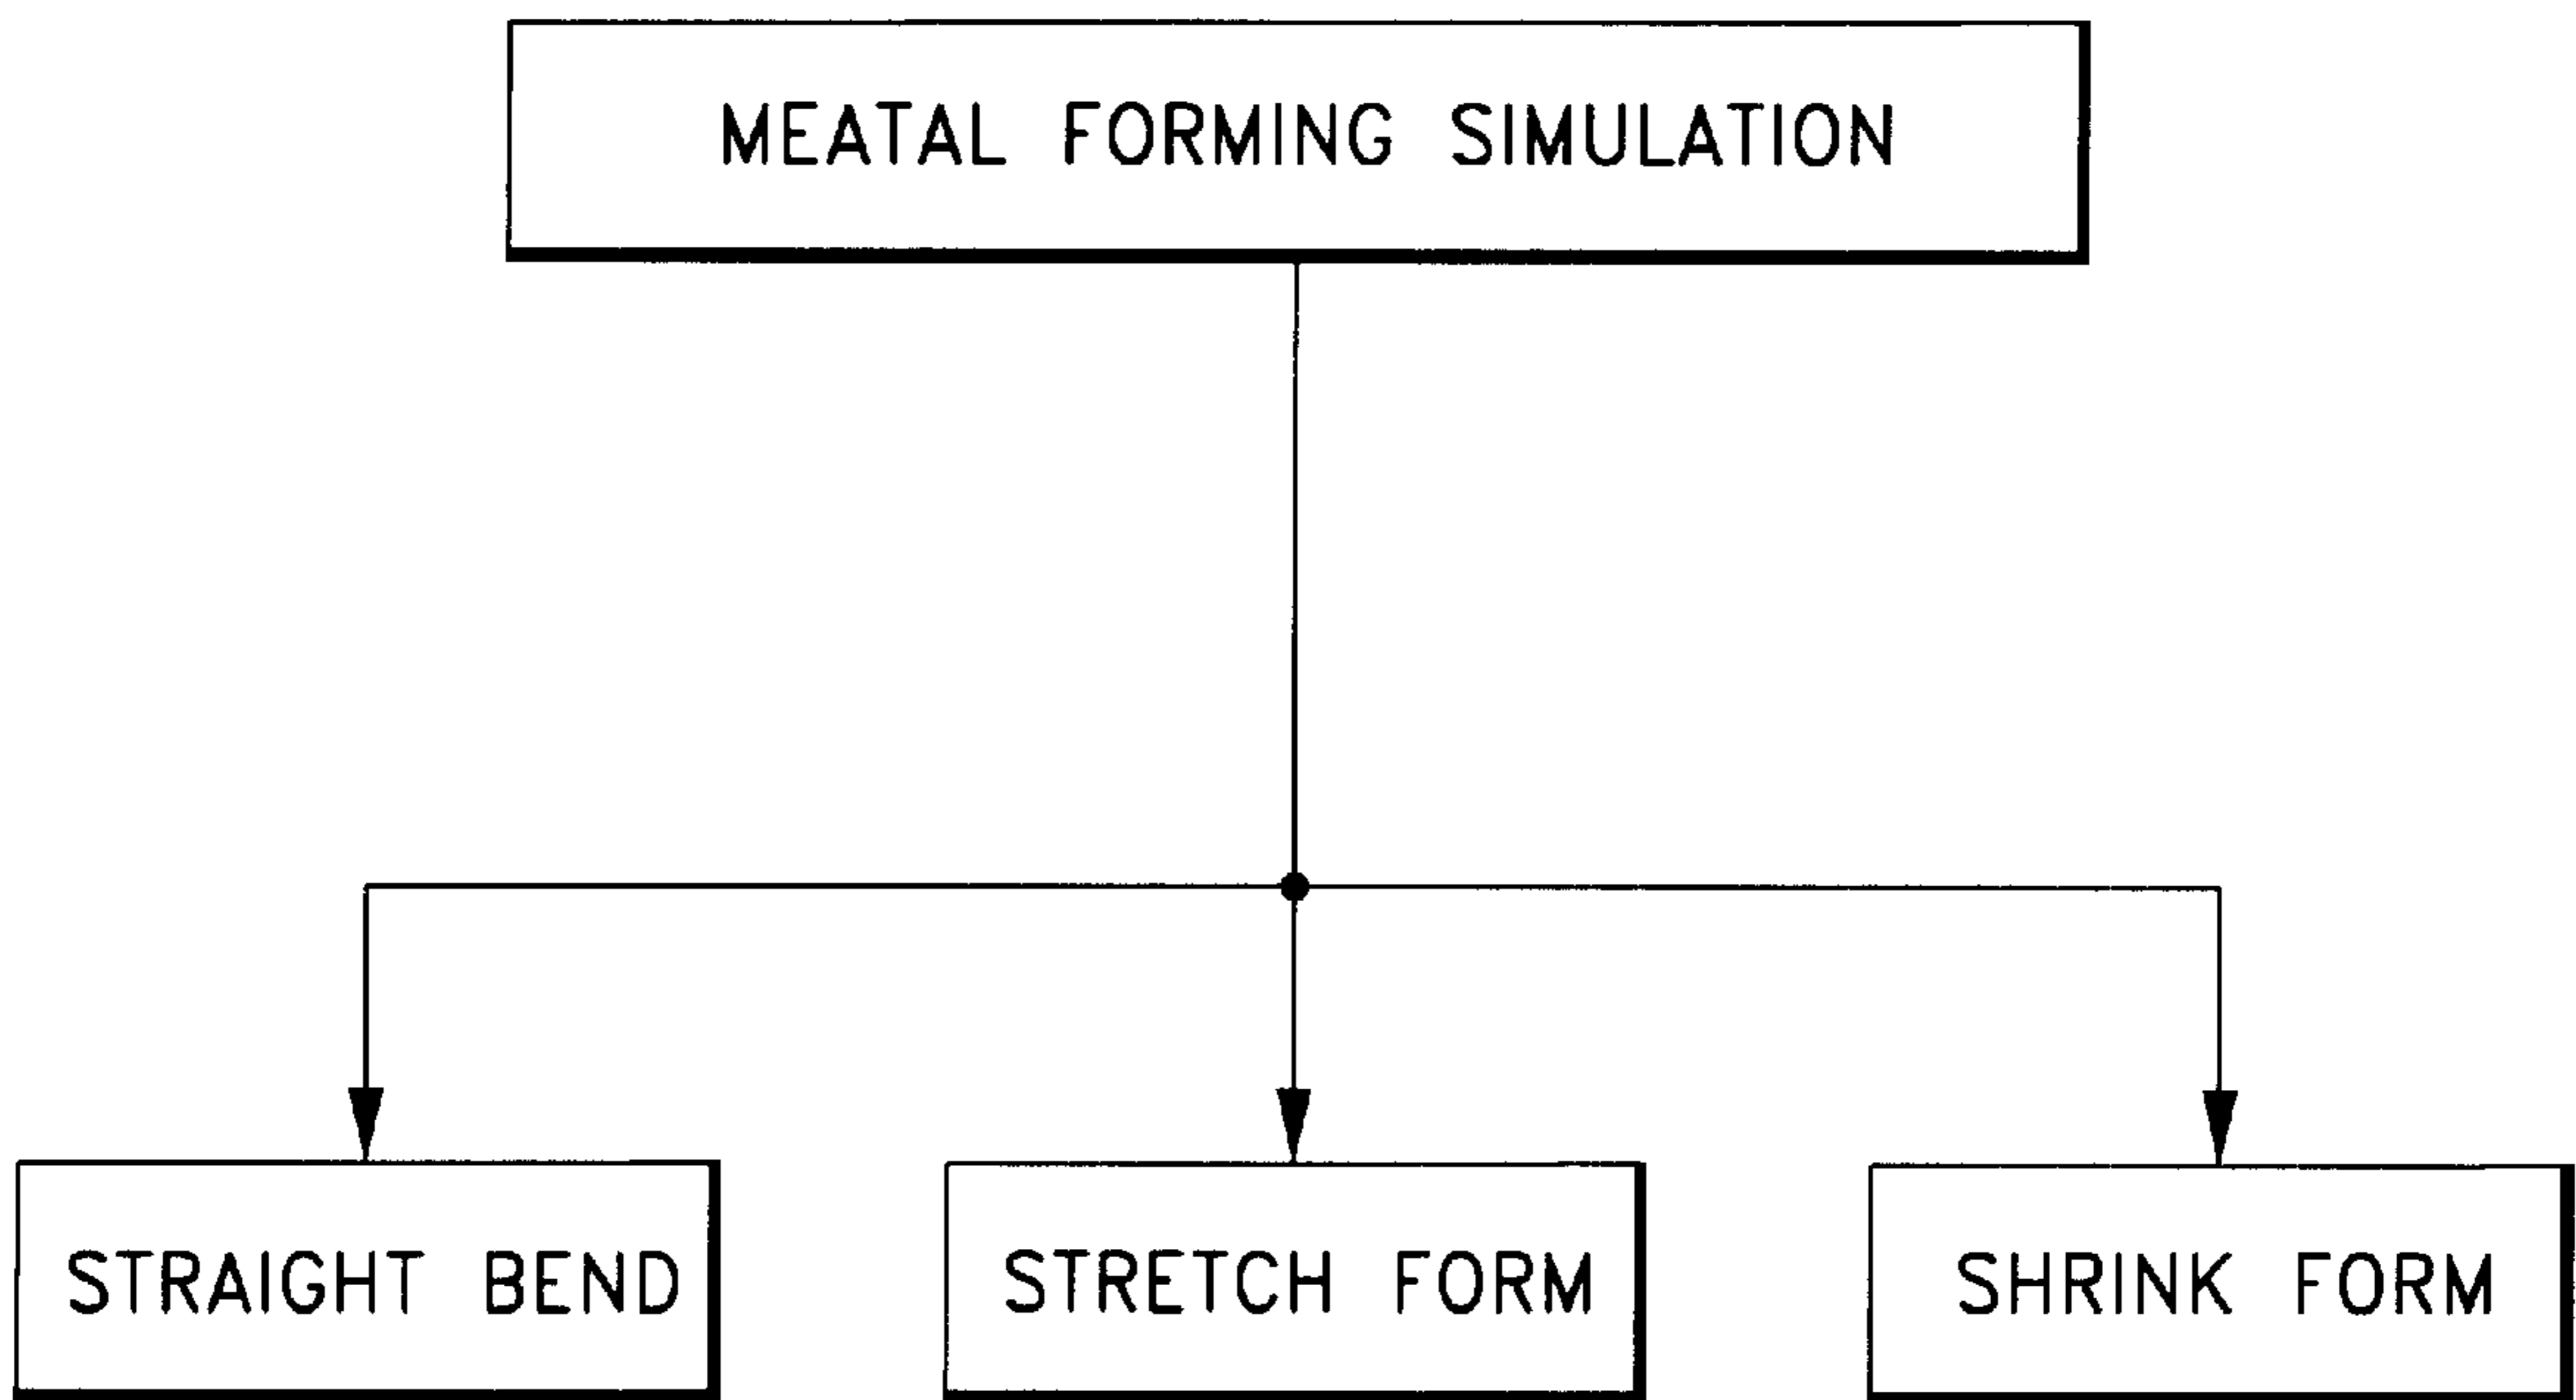 MEATAL FORMING SIMULATION
STRAIGHT BEND
STRETCH FORM
SHRINK FORM